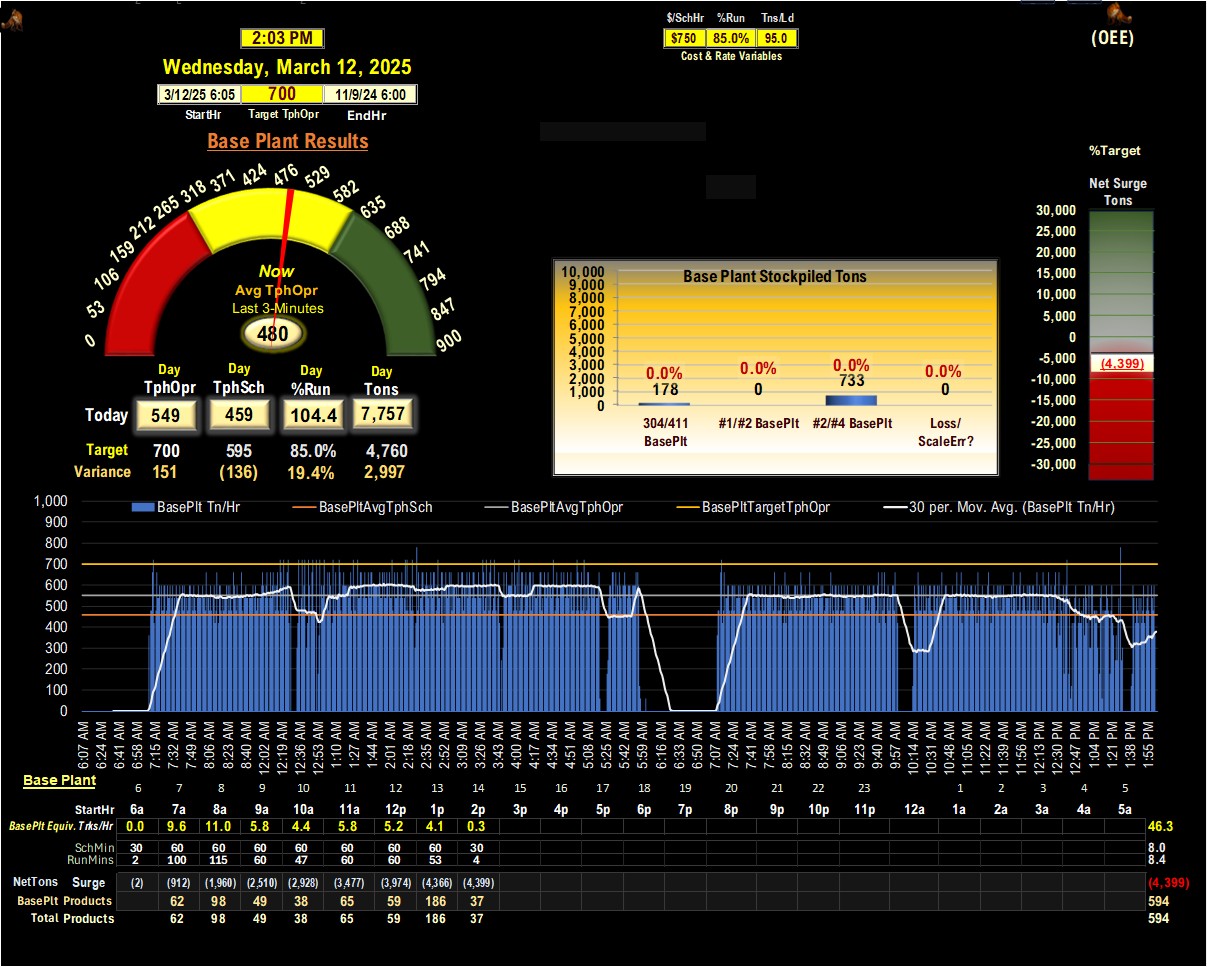 $/SchHr %Run Tns/Ld
$750 85.0% 95.0
Cost & Rate Variables
(OEE)
2:03 PM
Wednesday, March 12, 2025
3/12/25 6:05 700 11/9/24 6:00
StartHr Target TphOpr EndHr
Base Plant Results
0 53 106 159 212 265 318 371 424 476 529 582 635 688 741 794 847 900
Now
Avg TphOpr
Last 3-Minutes
480
Day Day Day Day
TphOpr TphSch %Run Tons
Today 549 459 104.4 7,757
Target 700 595 85.0% 4,760
Variance 151 (136) 19.4% 2,997
Base Plant Stockpiled Tons
10,000
9,000
8,000
7,000
6,000
5,000
4,000
3,000
2,000
1,000
0
0.0% 0.0% 0.0% 0.0%
178 0 733 0
304/411 BasePlt
#1/#2 BasePlt
#2/#4 BasePlt
Loss/ ScaleErr?
%Target
Net Surge
Tons
30,000
25,000
20,000
15,000
10,000
5,000
0
-5,000
-10,000
-15,000
-20,000
-25,000
-30,000
(4,399)
BasePlt Tn/Hr BasePltAvgTphSch BasePltAvgTphOpr BasePltTargetTphOpr 30 per. Mov. Avg. (BasePlt Tn/Hr)
1,000
900
800
700
600
500
400
300
200
100
0
6:07 AM 6:24 AM 6:41 AM 6:58 AM 7:15 AM 7:32 AM 7:49 AM 8:06 AM 8:23 AM 8:40 AM 12:02 AM 12:19 AM 12:36 AM 12:53 AM 1:10 AM 1:27 AM 1:44 AM 2:01 AM 2:18 AM 2:35 AM 2:52 AM 3:09 AM 3:26 AM 3:43 AM 4:00 AM 4:17 AM 4:34 AM 4:51 AM 5:08 AM 5:25 AM 5:42 AM 5:59 AM 6:16 AM 6:33 AM 6:50 AM 7:07 AM 7:24 AM 7:41 AM 7:58 AM 8:15 AM 8:32 AM 8:49 AM 9:06 AM 9:23 AM 9:40 AM 9:57 AM 10:14 AM 10:31 AM 10:48 AM 11:05 AM 11:22 AM 11:39 AM 11:56 AM 12:13 PM 12:30 PM 12:47 PM 1:04 PM 1:21 PM 1:38 PM 1:55 PM
Base Plant
6 7 8 9 10 11 12 13 14 15 16 17 18 19 20 21 22 23 1 2 3 4 5
StartHr 6a 7a 8a 9a 10a 11a 12p 1p 2p 3p 4p 5p 6p 7p 8p 9p 10p 11p 12a 1a 2a 3a 4a 5a
BasePlt Equiv. Trks/Hr 0.0 9.6 11.0 5.8 4.4 5.8 5.2 4.1 0.3 46.3
SchMin 30 60 60 60 60 60 60 60 30 8.0
RunMins 2 100 115 60 47 60 60 53 4 8.4
NetTons Surge (2) (912) (1,960) (2,510) (2,928) (3,477) (3,974) (4,366) (4,399) (4,399)
BasePlt Products 62 98 49 38 65 59 186 37 594
Total Products 62 98 49 38 65 59 186 37 594